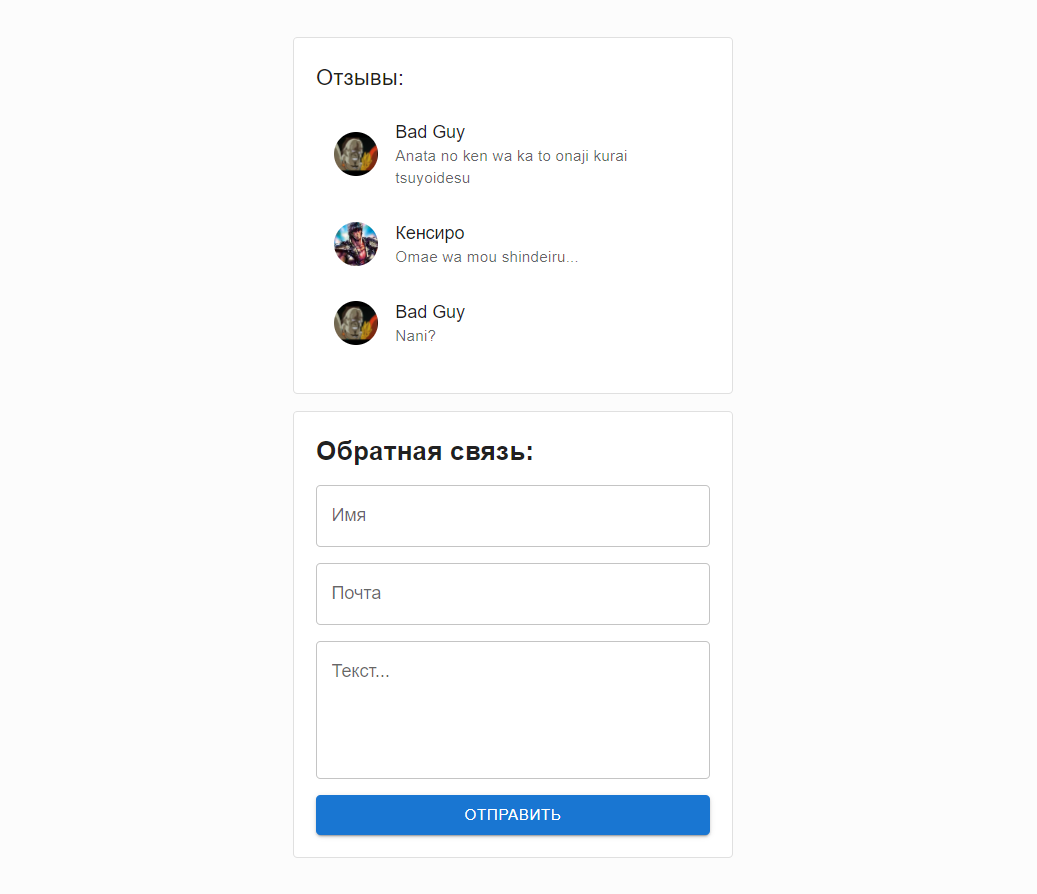 Отзывы:
Bad Guy
Anata no ken wa ka to onaji kurai
tsuyoidesu
Кенсиро
Omae wa mou shindeiru...
Bad Guy
Nani?
Обратная связь:
Имя
Почта
Текст...
ОТПРАВИТЬ